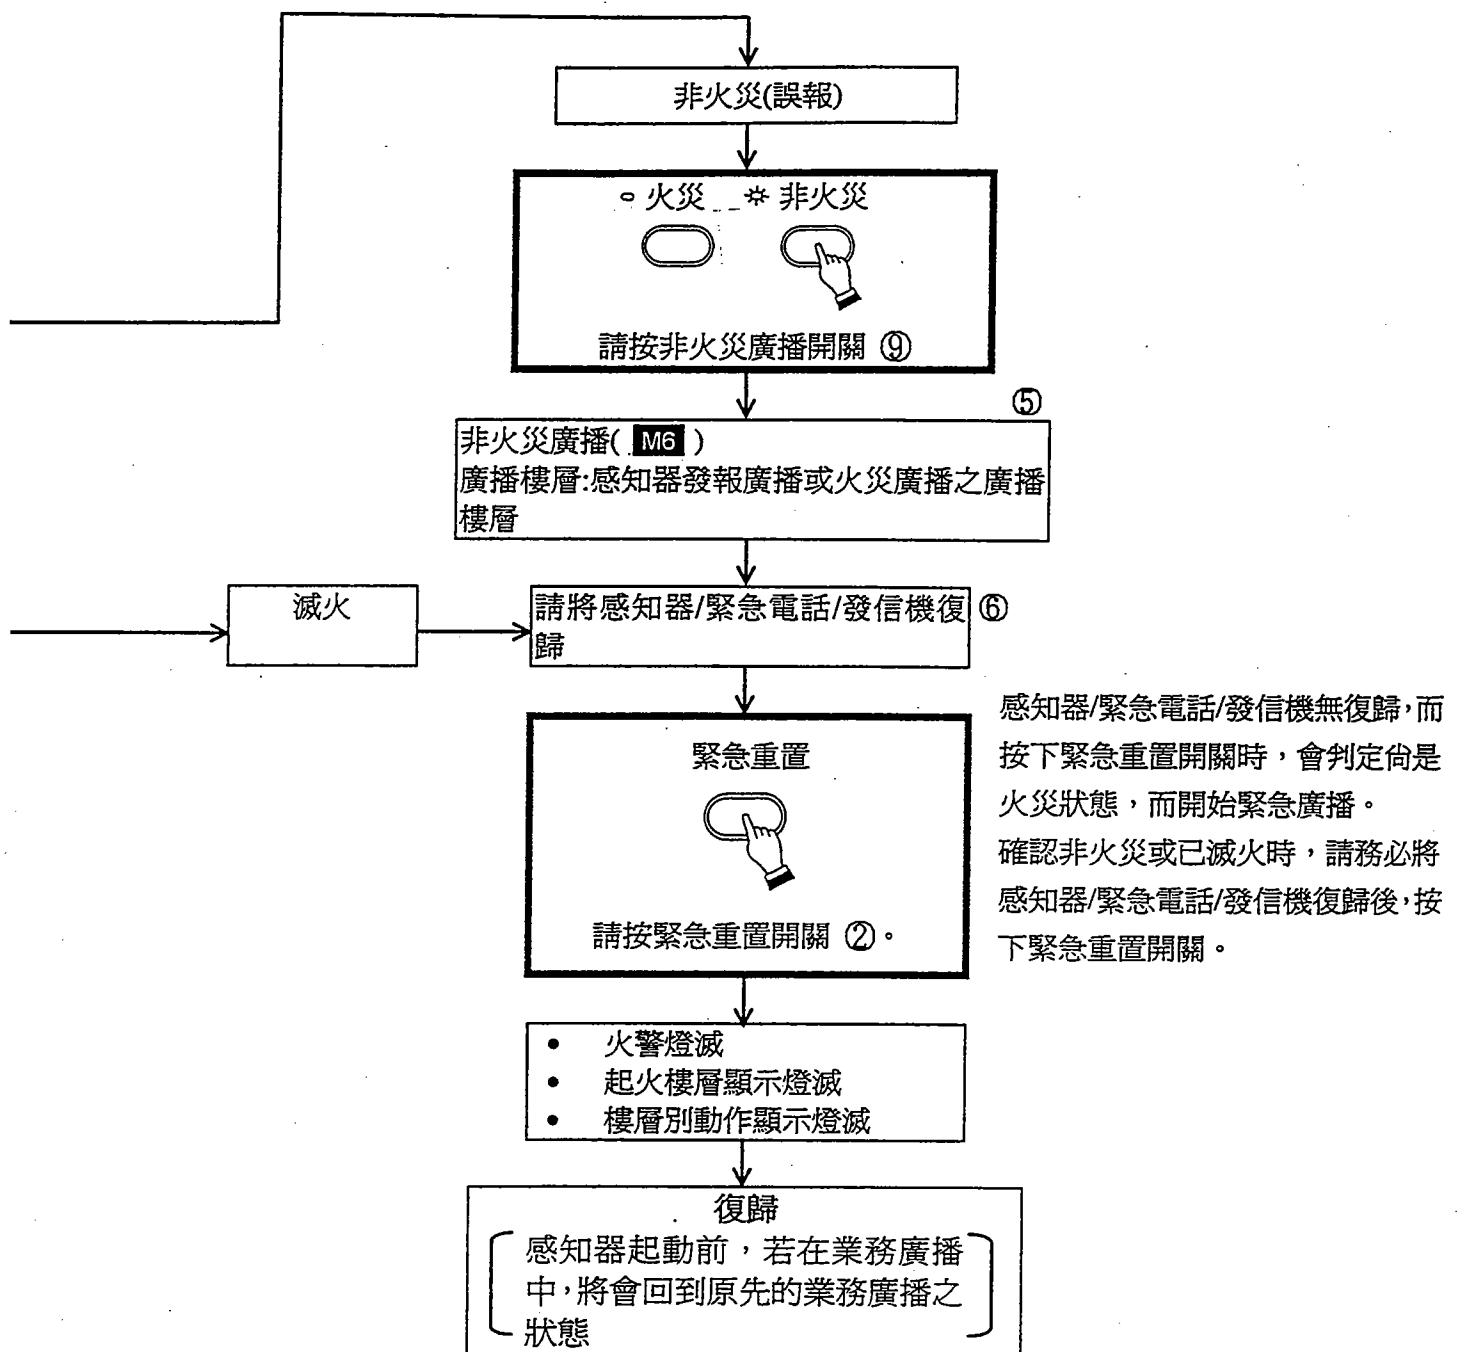 非火災(誤報)
火災 非火災
請按非火災廣播開關 ⑨
⑤
非火災廣播( M6 )
廣播樓層:感知器發報廣播或火災廣播之廣播
樓層
滅火
請將感知器/緊急電話/發信機復 ⑥
歸
緊急重置
請按緊急重置開關 ②。
感知器/緊急電話/發信機無復歸,而
按下緊急重置開關時,會判定尚是
火災狀態,而開始緊急廣播。
確認非火災或已滅火時,請務必將
感知器/緊急電話/發信機復歸後,按
下緊急重置開關。
• 火警燈滅
• 起火樓層顯示燈滅
• 樓層別動作顯示燈滅
復歸
感知器起動前,若在業務廣播
中,將會回到原先的業務廣播之
狀態